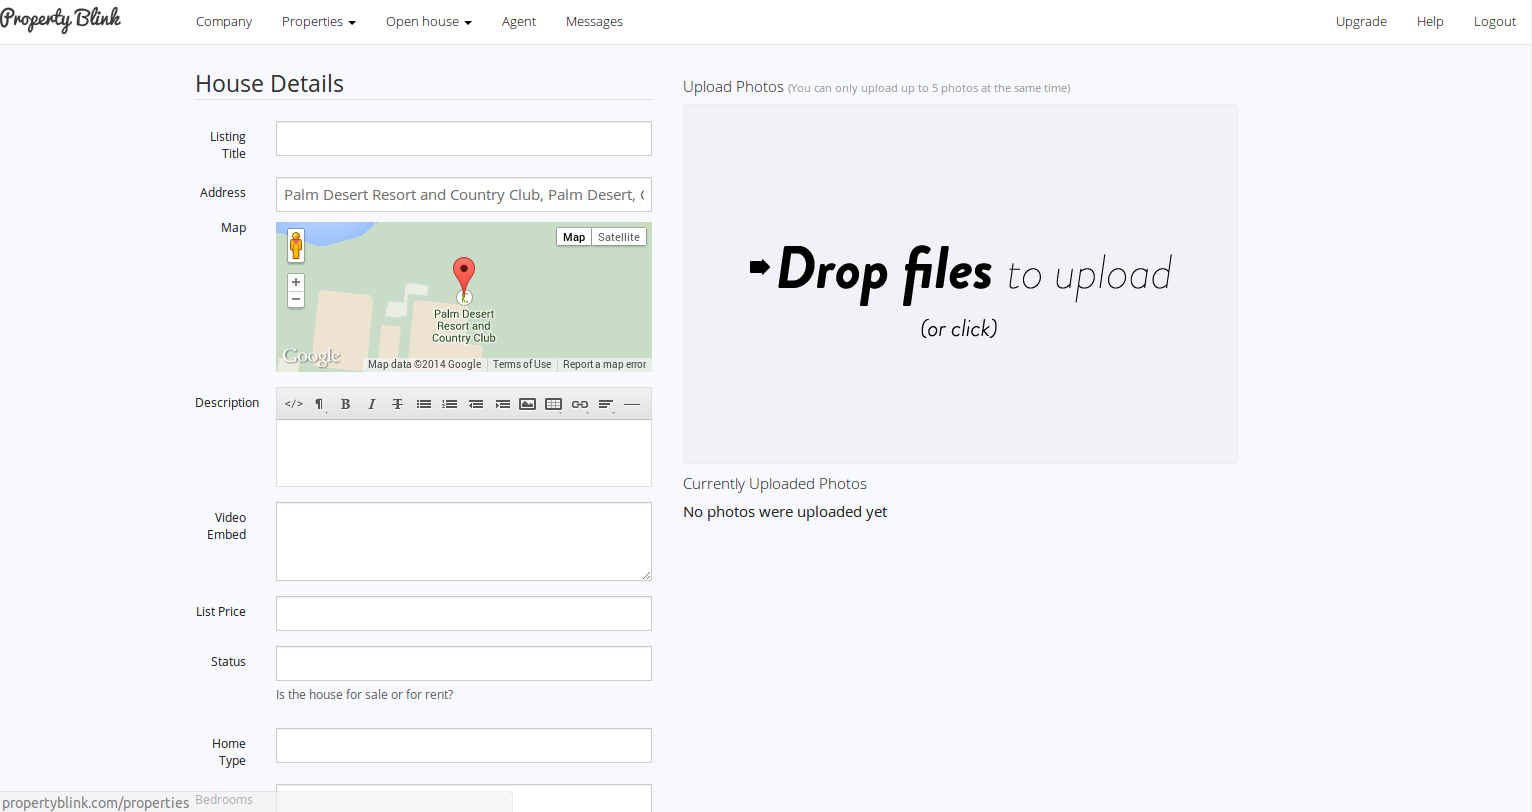 Property Blink
Company Properties Open house Agent Messages Upgrade Help Logout
House Details
Listing
Title
Address
Palm Desert Resort and Country Club, Palm Desert,
Map
Map Satellite
+
−
Palm Desert
Resort and
Country Club
Google
Map data ©2014 Google Terms of Use Report a map error
Description
</> ¶ B I T
Video
Embed
List Price
Status
Is the house for sale or for rent?
Home
Type
Bedrooms
propertyblink.com/properties
Upload Photos (You can only upload up to 5 photos at the same time)
Drop files to upload
(or click)
Currently Uploaded Photos
No photos were uploaded yet